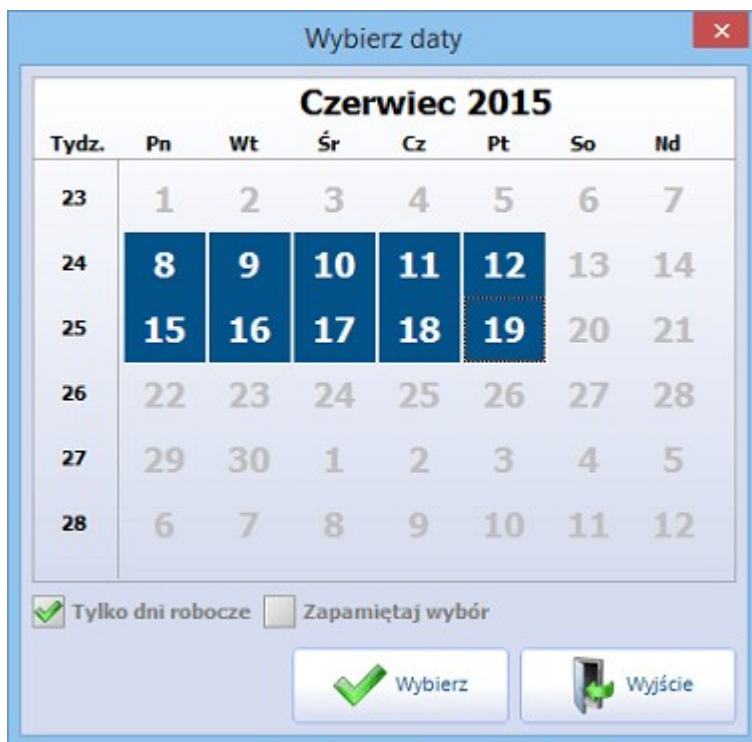 Wybierz daty
Czerwiec 2015
Tydz. Pn Wt Śr Cz Pt So Nd
23 1 2 3 4 5 6 7
24 8 9 10 11 12 13 14
25 15 16 17 18 19 20 21
26 22 23 24 25 26 27 28
27 29 30 1 2 3 4 5
28 6 7 8 9 10 11 12
Tylko dni robocze Zapamiętaj wybór
Wybierz Wyjście